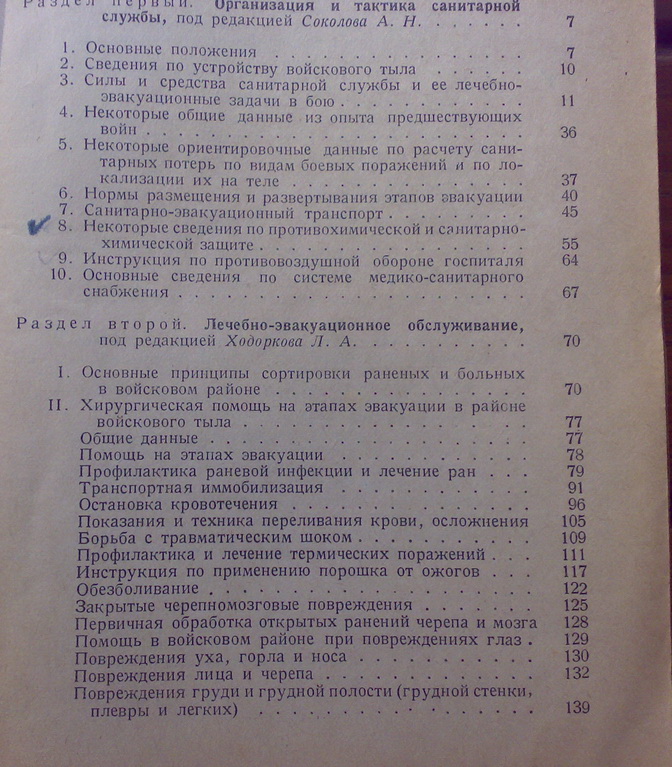 Раздел первый. Организация и тактика санитарной
службы, под редакцией Соколова А. Н. . . . . . . 7
1. Основные положения . . . . . . . . . . . . . . 7
2. Сведения по устройству войскового тыла . . . . . . 10
3. Силы и средства санитарной службы и ее лечебно-
эвакуационные задачи в бою . . . . . . . . . . . 11
4. Некоторые общие данные из опыта предшествующих
войн . . . . . . . . . . . . . . . . . . . . . . 36
5. Некоторые ориентировочные данные по расчету сани-
тарных потерь по видам боевых поражений и по ло-
кализации их на теле . . . . . . . . . . . . . . 37
6. Нормы размещения и развертывания этапов эвакуации 40
7. Санитарно-эвакуационный транспорт . . . . . . . . 45
8. Некоторые сведения по противохимической и санитарно-
химической защите . . . . . . . . . . . . . . . . 55
9. Инструкция по противовоздушной обороне госпиталя 64
10. Основные сведения по системе медико-санитарного
снабжения . . . . . . . . . . . . . . . . . . . . 67
Раздел второй. Лечебно-эвакуационное обслуживание,
под редакцией Ходоркова Л. А. . . . . . . . . . . 70
I. Основные принципы сортировки раненых и больных
в войсковом районе . . . . . . . . . . . . . . . 70
II. Хирургическая помощь на этапах эвакуации в районе
войскового тыла . . . . . . . . . . . . . . . . . 77
Общие данные . . . . . . . . . . . . . . . . . . 77
Помощь на этапах эвакуации . . . . . . . . . . . 78
Профилактика раневой инфекции и лечение ран . . . 79
Транспортная иммобилизация . . . . . . . . . . . 91
Остановка кровотечения . . . . . . . . . . . . . 96
Показания и техника переливания крови, осложнения 105
Борьба с травматическим шоком . . . . . . . . . . 109
Профилактика и лечение термических поражений . . . 111
Инструкция по применению порошка от ожогов . . . 117
Обезболивание . . . . . . . . . . . . . . . . . . 122
Закрытые черепномозговые повреждения . . . . . . . 125
Первичная обработка открытых ранений черепа и мозга 128
Помощь в войсковом районе при повреждениях глаз . 129
Повреждения уха, горла и носа . . . . . . . . . . 130
Повреждения лица и черепа . . . . . . . . . . . . 132
Повреждения груди и грудной полости (грудной стенки,
плевры и легких) . . . . . . . . . . . . . . . . 139